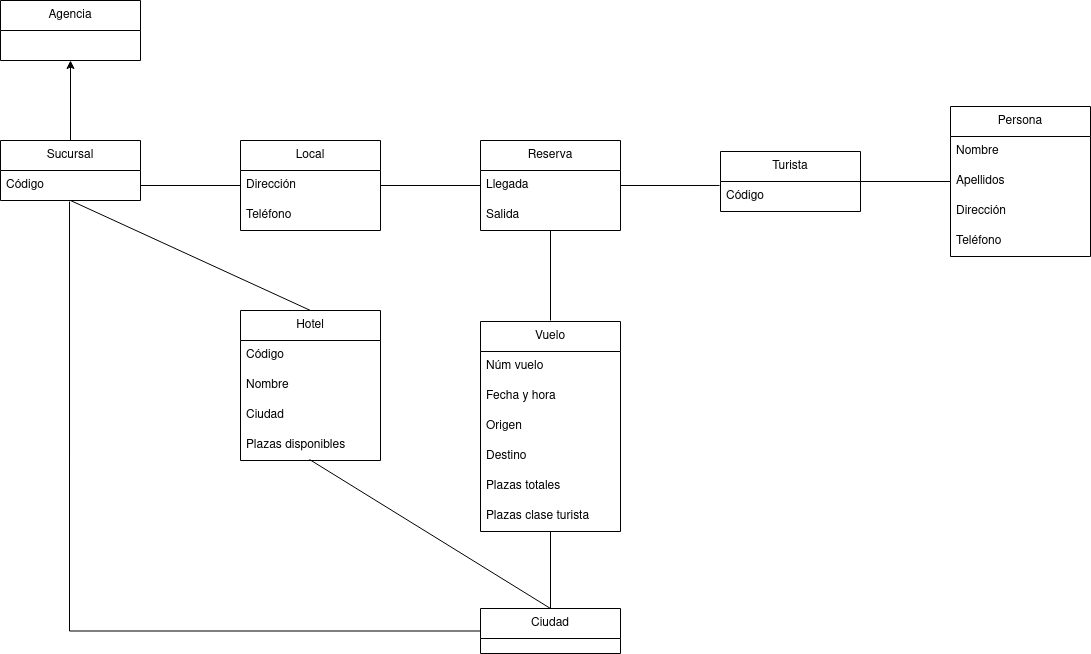 Agencia
Sucursal
Código
Local
Dirección
Teléfono
Reserva
Llegada
Salida
Turista
Código
Persona
Nombre
Apellidos
Dirección
Teléfono
Hotel
Código
Nombre
Ciudad
Plazas disponibles
Vuelo
Núm vuelo
Fecha y hora
Origen
Destino
Plazas totales
Plazas clase turista
Ciudad